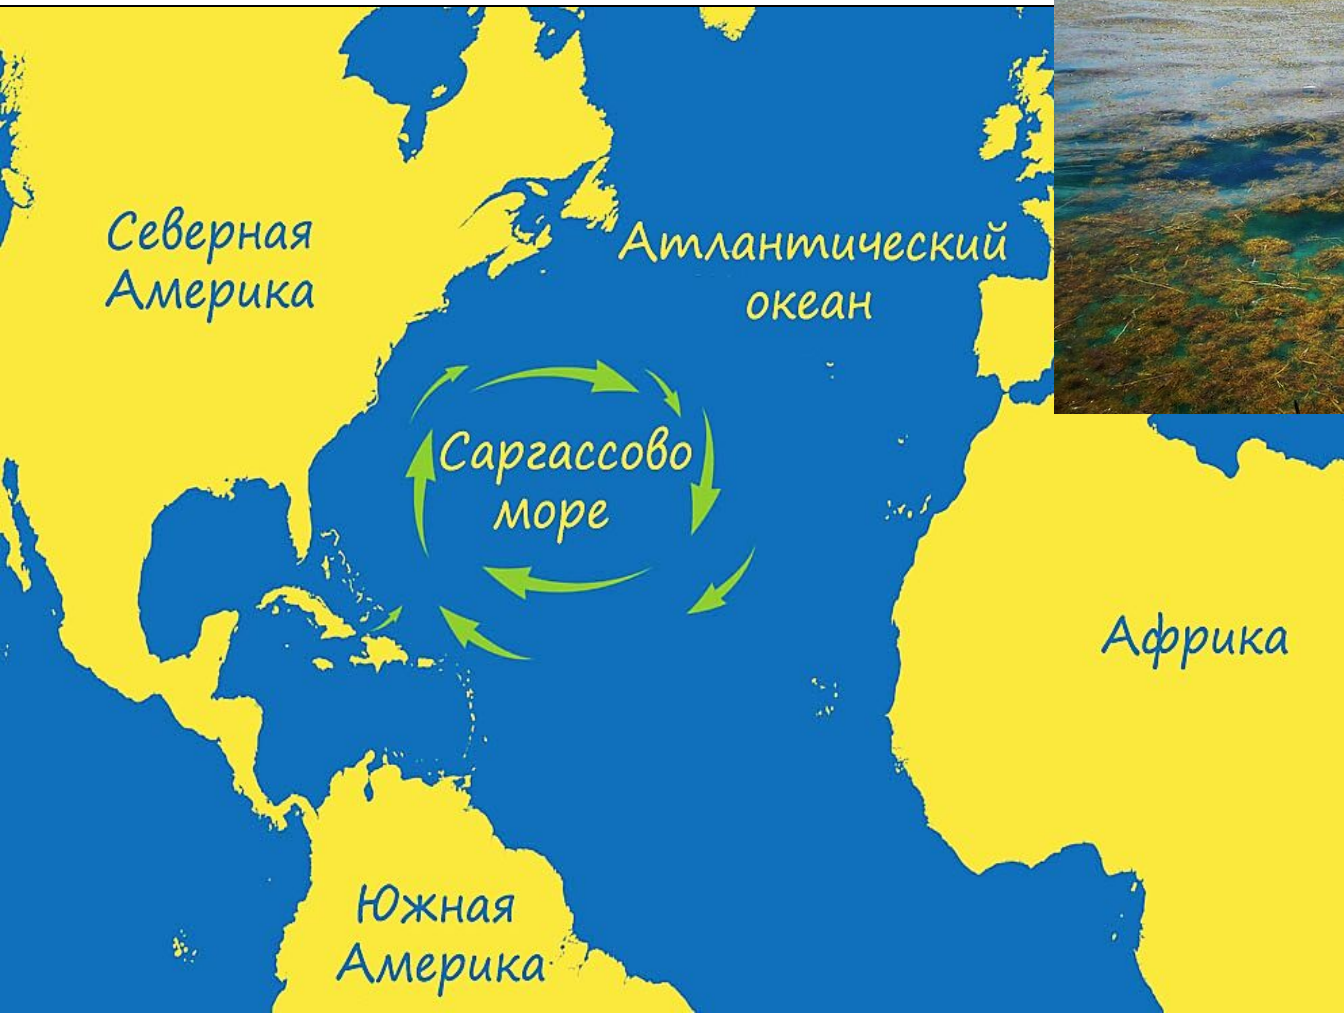 Северная
Америка
Атлантический
океан
Саргассово
море
Африка
Южная
Америка